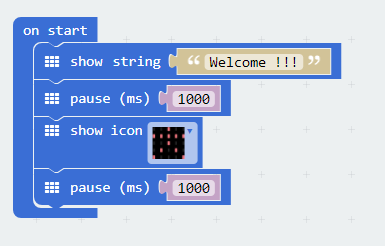 on start
show string “ Welcome !!! ”
pause (ms) 1000
show icon
pause (ms) 1000